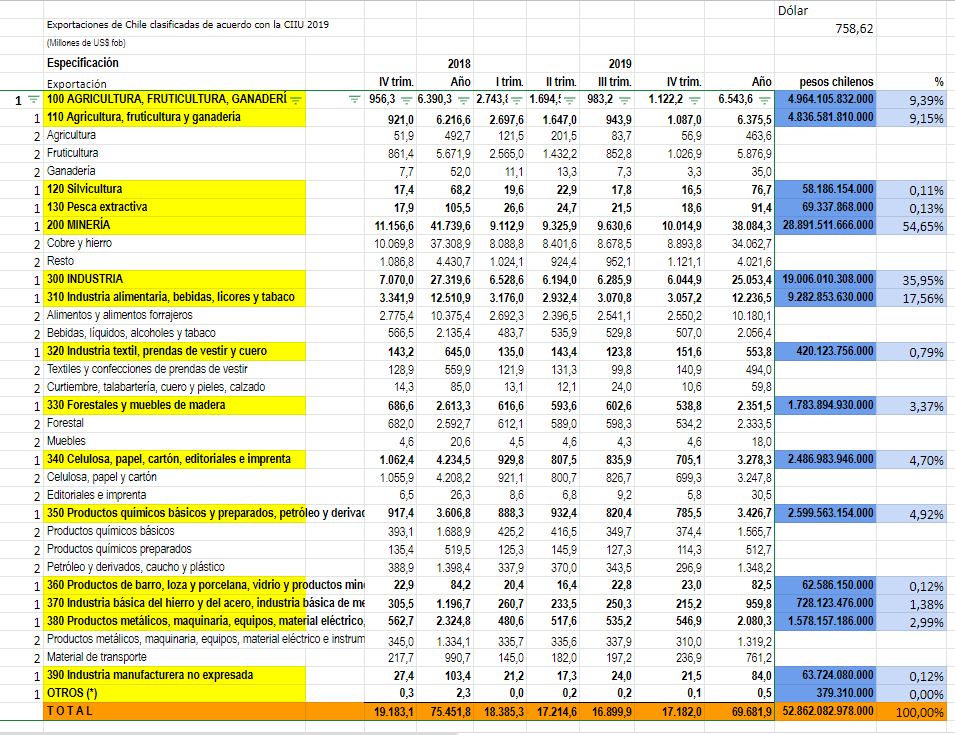 Dólar
Exportaciones de Chile clasificadas de acuerdo con la CIIU 2019
758,62
(Millones de US$ fob)
Especificación 2018 2019
Exportación IV trim. Año I trim. II trim. III trim. IV trim. Año pesos chilenos %
1 100 AGRICULTURA, FRUTICULTURA, GANADERÍ 956,3 6.390,3 2.743,8 1.694,5 983,2 1.122,2 6.543,6 4.964.105.832.000 9,39%
1 110 Agricultura, fruticultura y ganadería 921,0 6.216,6 2.697,6 1.647,0 943,9 1.087,0 6.375,5 4.836.581.810.000 9,15%
2 Agricultura 51,9 492,7 121,5 201,5 83,7 56,9 463,6
2 Fruticultura 861,4 5.671,9 2.565,0 1.432,2 852,8 1.026,9 5.876,9
2 Ganadería 7,7 52,0 11,1 13,3 7,3 3,3 35,0
1 120 Silvicultura 17,4 68,2 19,6 22,9 17,8 16,5 76,7 58.186.154.000 0,11%
1 130 Pesca extractiva 17,9 105,5 26,6 24,7 21,5 18,6 91,4 69.337.868.000 0,13%
1 200 MINERÍA 11.156,6 41.739,6 9.112,9 9.325,9 9.630,6 10.014,9 38.084,3 28.891.511.666.000 54,65%
2 Cobre y hierro 10.069,8 37.308,9 8.088,8 8.401,6 8.678,5 8.893,8 34.062,7
2 Resto 1.086,8 4.430,7 1.024,1 924,4 952,1 1.121,1 4.021,6
1 300 INDUSTRIA 7.070,0 27.319,6 6.528,6 6.194,0 6.285,9 6.044,9 25.053,4 19.006.010.308.000 35,95%
1 310 Industria alimentaria, bebidas, licores y tabaco 3.341,9 12.510,9 3.176,0 2.932,4 3.070,8 3.057,2 12.236,5 9.282.853.630.000 17,56%
2 Alimentos y alimentos forrajeros 2.775,4 10.375,4 2.692,3 2.396,5 2.541,1 2.550,2 10.180,1
2 Bebidas, líquidos, alcoholes y tabaco 566,5 2.135,4 483,7 535,9 529,8 507,0 2.056,4
1 320 Industria textil, prendas de vestir y cuero 143,2 645,0 135,0 143,4 123,8 151,6 553,8 420.123.756.000 0,79%
2 Textiles y confecciones de prendas de vestir 128,9 559,9 121,9 131,3 99,8 140,9 494,0
2 Curtiembre, talabartería, cuero y pieles, calzado 14,3 85,0 13,1 12,1 24,0 10,6 59,8
1 330 Forestales y muebles de madera 686,6 2.613,3 616,6 593,6 602,6 538,8 2.351,5 1.783.894.930.000 3,37%
2 Forestal 682,0 2.592,7 612,1 589,0 598,3 534,2 2.333,5
2 Muebles 4,6 20,6 4,5 4,6 4,3 4,6 18,0
1 340 Celulosa, papel, cartón, editoriales e imprenta 1.062,4 4.234,5 929,8 807,5 835,9 705,1 3.278,3 2.486.983.946.000 4,70%
2 Celulosa, papel y cartón 1.055,9 4.208,2 921,1 800,7 826,7 699,3 3.247,8
2 Editoriales e imprenta 6,5 26,3 8,6 6,8 9,2 5,8 30,5
1 350 Productos químicos básicos y preparados, petróleo y derivad 917,4 3.606,8 888,3 932,4 820,4 785,5 3.426,7 2.599.563.154.000 4,92%
2 Productos químicos básicos 393,1 1.688,9 425,2 416,5 349,7 374,4 1.565,7
2 Productos químicos preparados 135,4 519,5 125,3 145,9 127,3 114,3 512,7
2 Petróleo y derivados, caucho y plástico 388,9 1.398,4 337,9 370,0 343,5 296,9 1.348,2
1 360 Productos de barro, loza y porcelana, vidrio y productos min 22,9 84,2 20,4 16,4 22,8 23,0 82,5 62.586.150.000 0,12%
1 370 Industria básica del hierro y del acero, industria básica de me 305,5 1.196,7 260,7 233,5 250,3 215,2 959,8 728.123.476.000 1,38%
1 380 Productos metálicos, maquinaria, equipos, material eléctrico, 562,7 2.324,8 480,6 517,6 535,2 546,9 2.080,3 1.578.157.186.000 2,99%
2 Productos metálicos, maquinaria, equipos, material eléctrico e instrum 345,0 1.334,1 335,7 335,6 337,9 310,0 1.319,2
2 Material de transporte 217,7 990,7 145,0 182,0 197,2 236,9 761,2
1 390 Industria manufacturera no expresada 27,4 103,4 21,2 17,3 24,0 21,5 84,0 63.724.080.000 0,12%
1 OTROS (*) 0,3 2,3 0,0 0,2 0,2 0,1 0,5 379.310.000 0,00%
T O T A L 19.183,1 75.451,8 18.385,3 17.214,6 16.899,9 17.182,0 69.681,9 52.862.082.978.000 100,00%